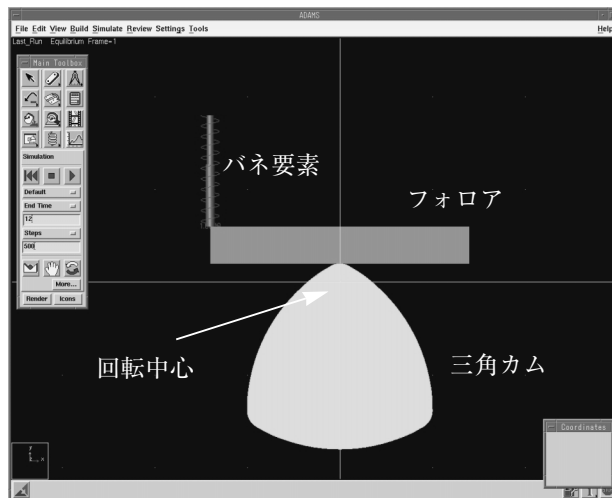 ADAMS
File Edit View Build Simulate Review Settings Tools Help
Last_Run Equilibrium Frame=1
Main Toolbox
Simulation
Default
End Time
12
Steps
500
More...
Render Icons
バネ要素
フォロア
回転中心
三角カム
Coordinates